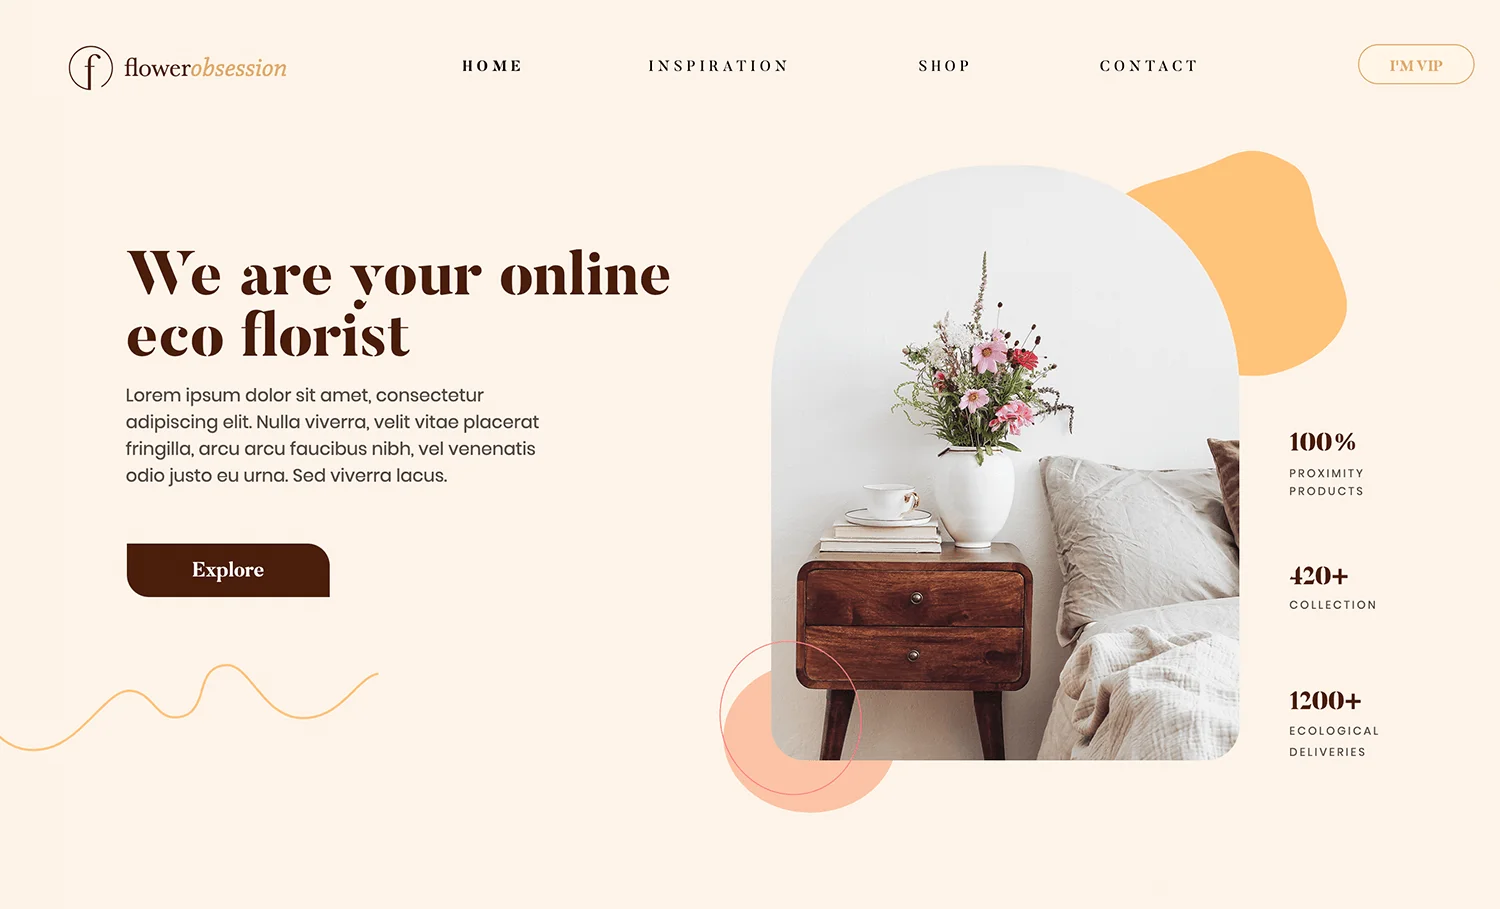 f flowerobsession
HOME
INSPIRATION
SHOP
CONTACT
I'M VIP
We are your online
eco florist
Lorem ipsum dolor sit amet, consectetur
adipiscing elit. Nulla viverra, velit vitae placerat
fringilla, arcu arcu faucibus nibh, vel venenatis
odio justo eu urna. Sed viverra lacus.
Explore
100%
PROXIMITY
PRODUCTS
420+
COLLECTION
1200+
ECOLOGICAL
DELIVERIES